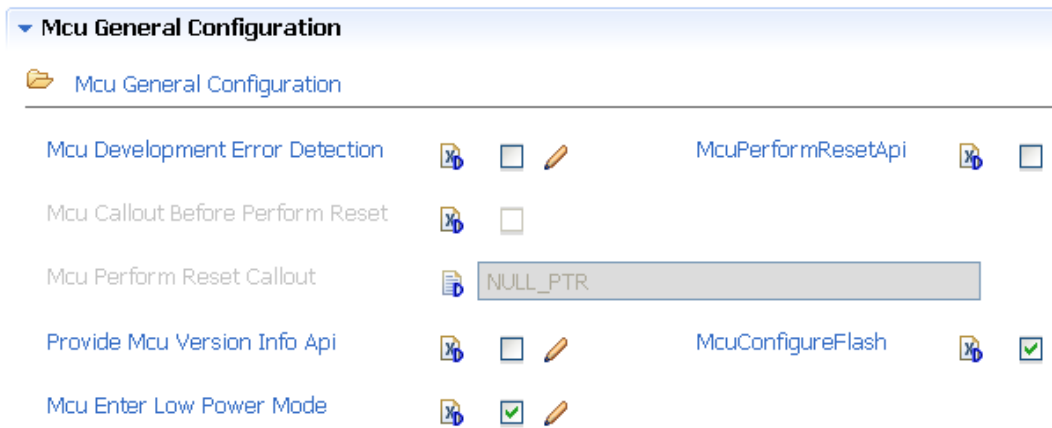 Mcu General Configuration
Mcu General Configuration
Mcu Development Error Detection McuPerformResetApi
Mcu Callout Before Perform Reset
Mcu Perform Reset Callout NULL_PTR
Provide Mcu Version Info Api McuConfigureFlash
Mcu Enter Low Power Mode